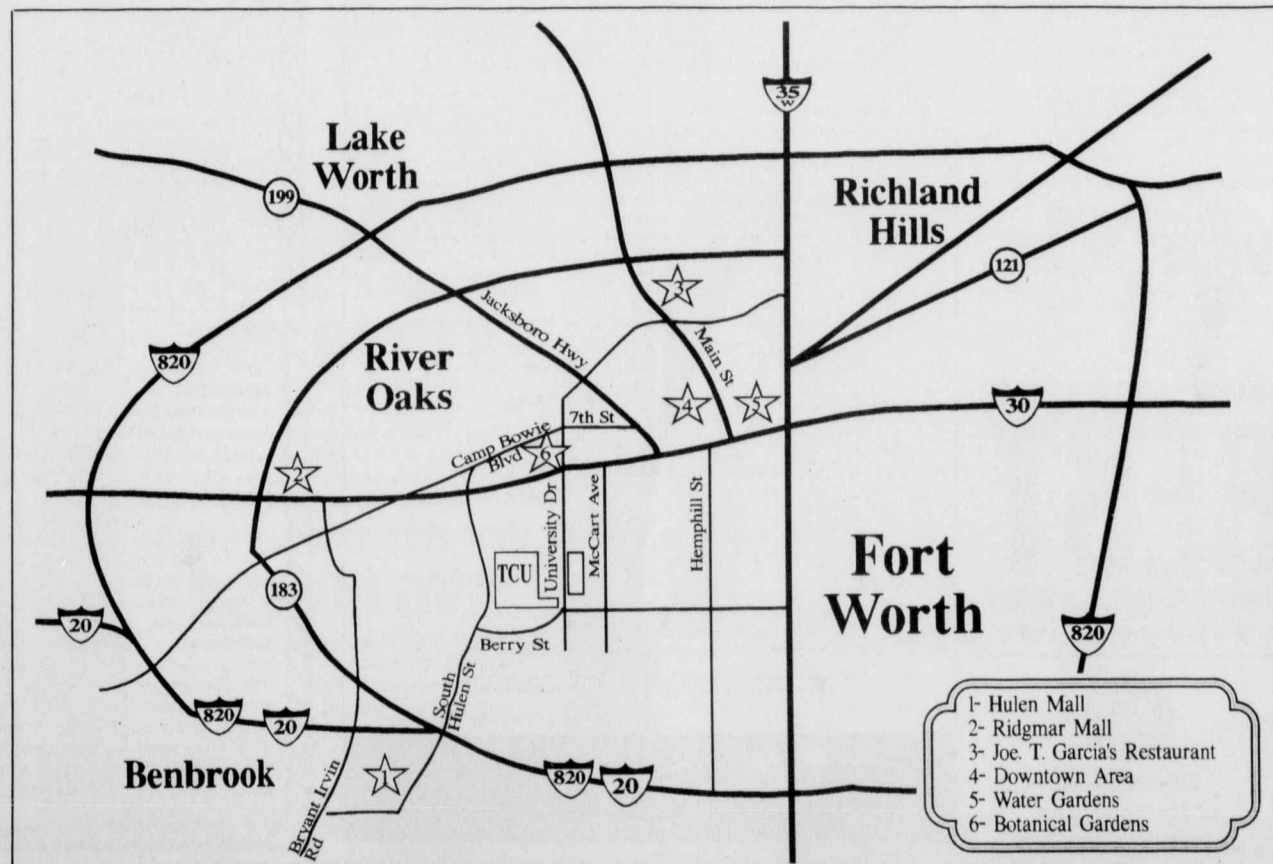 35
W
Lake
Worth
199
Richland
Hills
121
3
Jacksboro Hwy
Main St
820
River
Oaks
4
5
30
7th St
Camp Bowie
Blvd
6
2
University Dr
McCart Ave
Hemphill St
TCU
Fort
Worth
183
20
820
Berry St
South
Hulen St
820
20
Benbrook
1
820
20
Bryant Irvin
Rd
1- Hulen Mall
2- Ridgmar Mall
3- Joe. T. Garcia's Restaurant
4- Downtown Area
5- Water Gardens
6- Botanical Gardens